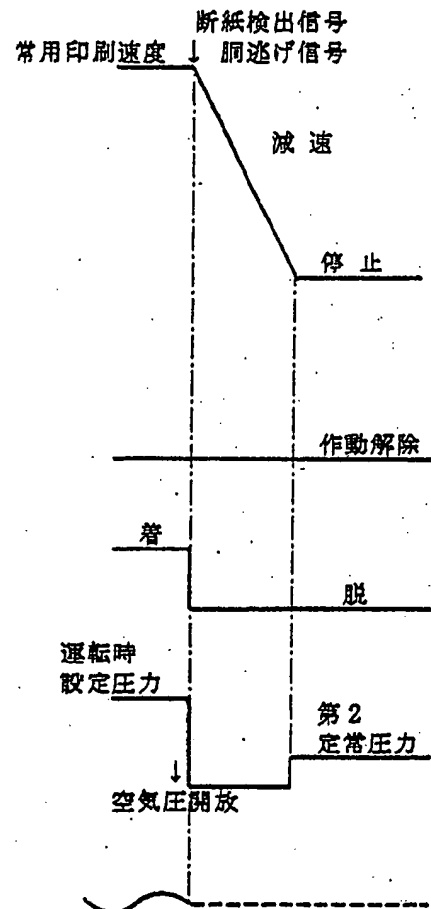 断紙検出信号
常用印刷速度 ↓ 胴逃げ信号
減速
停止
作動解除
着
脱
運転時
設定圧力
第2
定常圧力
↓
空気圧開放